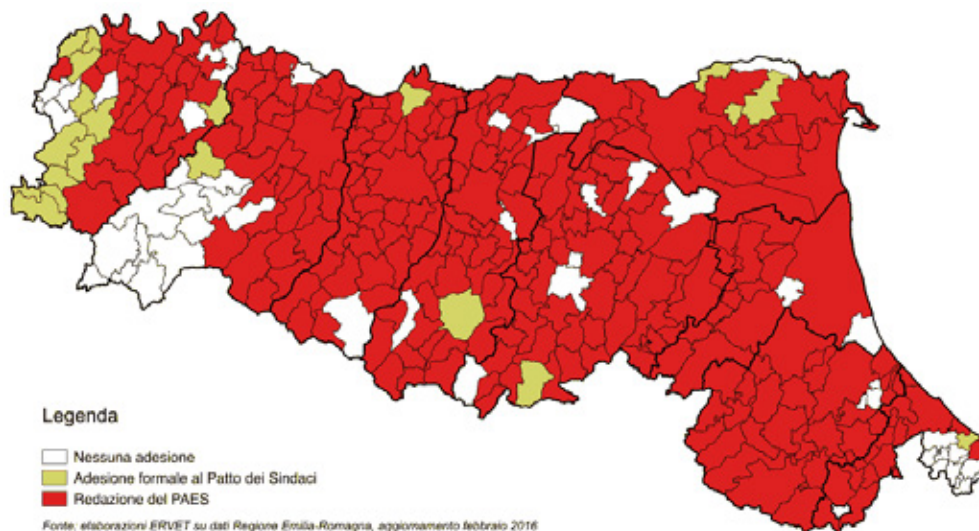 Legenda
Nessuna adesione
Adesione formale al Patto dei Sindaci
Redazione del PAES
Fonte: elaborazioni ERVET su dati Regione Emilia-Romagna, aggiornamento febbraio 2016